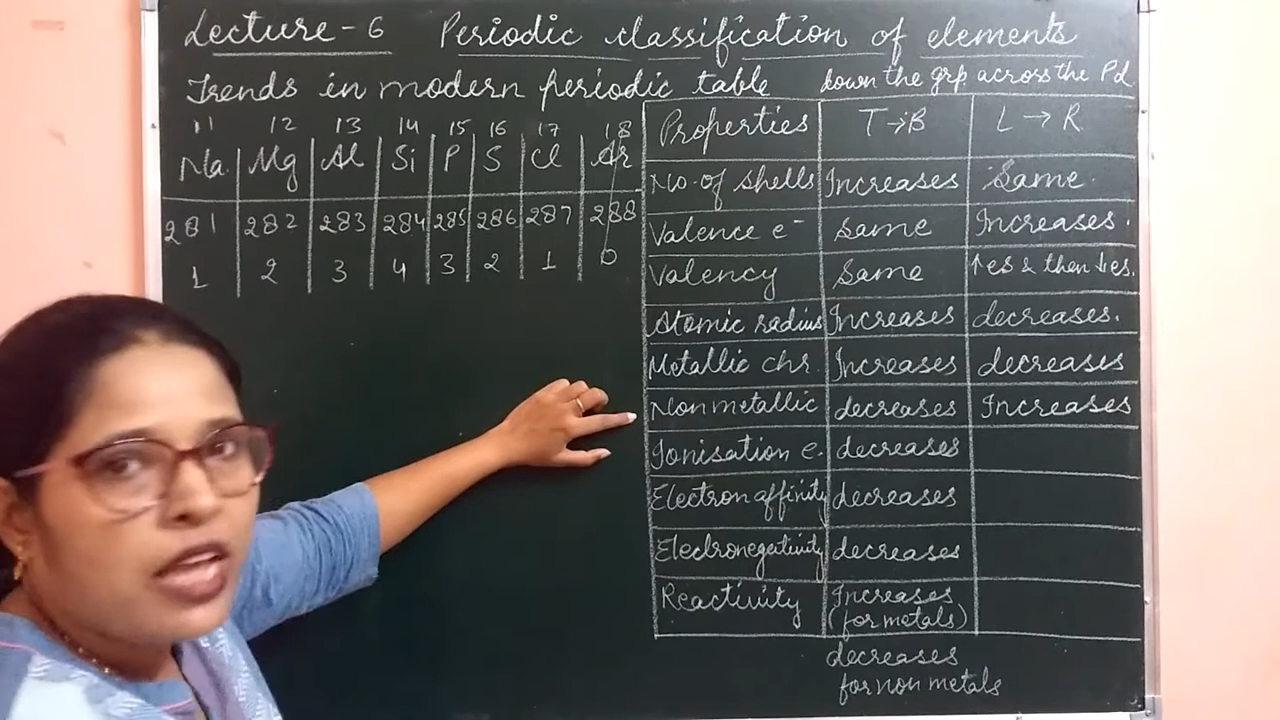 Lecture-6 Periodic classification of elements
Trends in modern periodic table down the grp across the Pd
11 12 13 14 15 16 17 18
Na Mg Al Si P S Cl Ar
281 282 283 284 285 286 287 288
1 2 3 4 3 2 1 0
Properties T→B L→R
No. of shells Increases Same.
Valence e⁻ Same Increases.
Valency Same ↑es & then ↓es.
Atomic radius Increases decreases.
Metallic chr. Increases decreases
Non metallic decreases Increases
Ionisation e. decreases
Electron affinity decreases
Electronegativity decreases
Reactivity Increases
(for metals)
decreases
for non metals